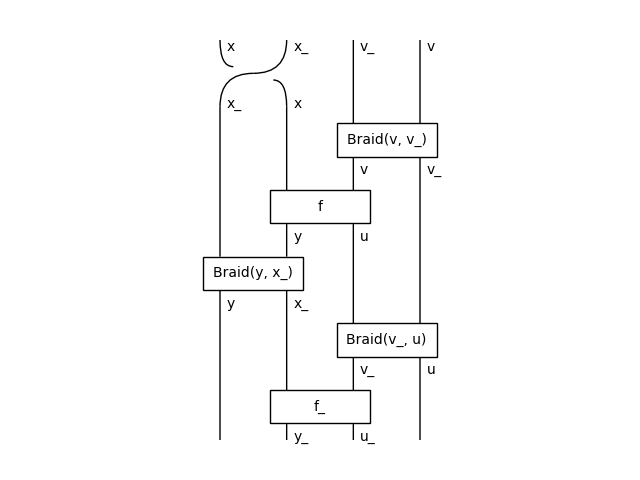 x x_ v_ v
x_ x
Braid(v, v_)
v v_
f
y u
Braid(y, x_)
y x_
Braid(v_, u)
v_ u
f_
y_ u_